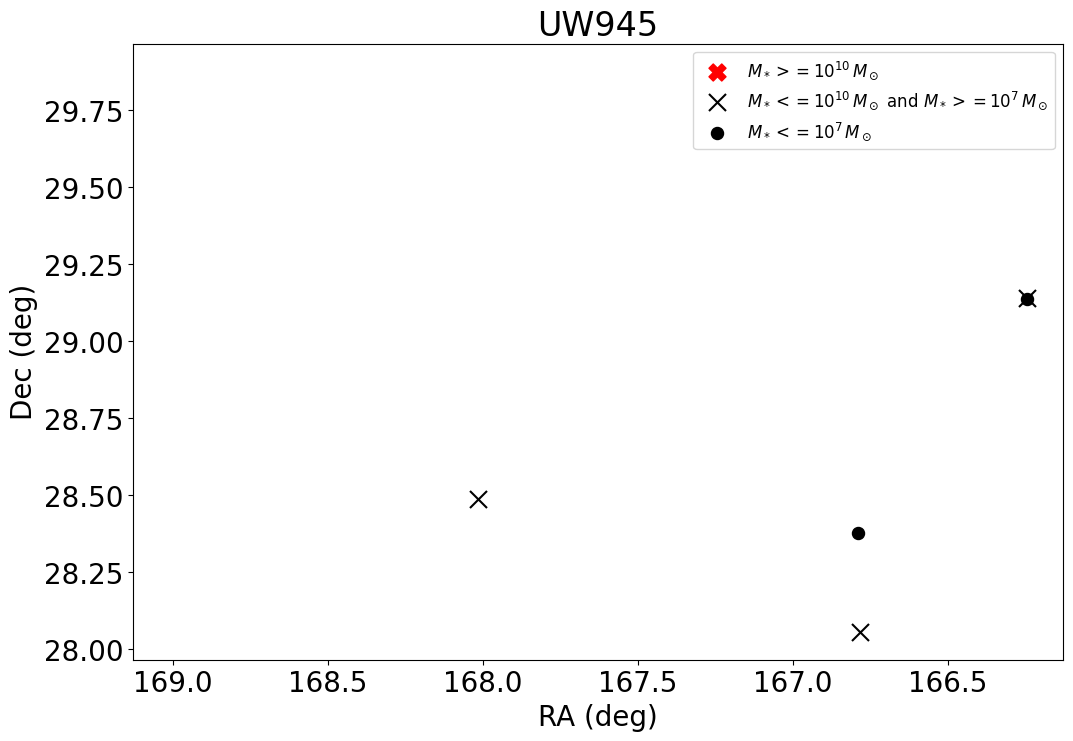 UW945
M* >= 10^10 M⊙
M* <= 10^10 M⊙ and M* >= 10^7 M⊙
M* <= 10^7 M⊙
29.75
29.50
29.25
29.00
28.75
28.50
28.25
28.00
Dec (deg)
169.0 168.5 168.0 167.5 167.0 166.5
RA (deg)